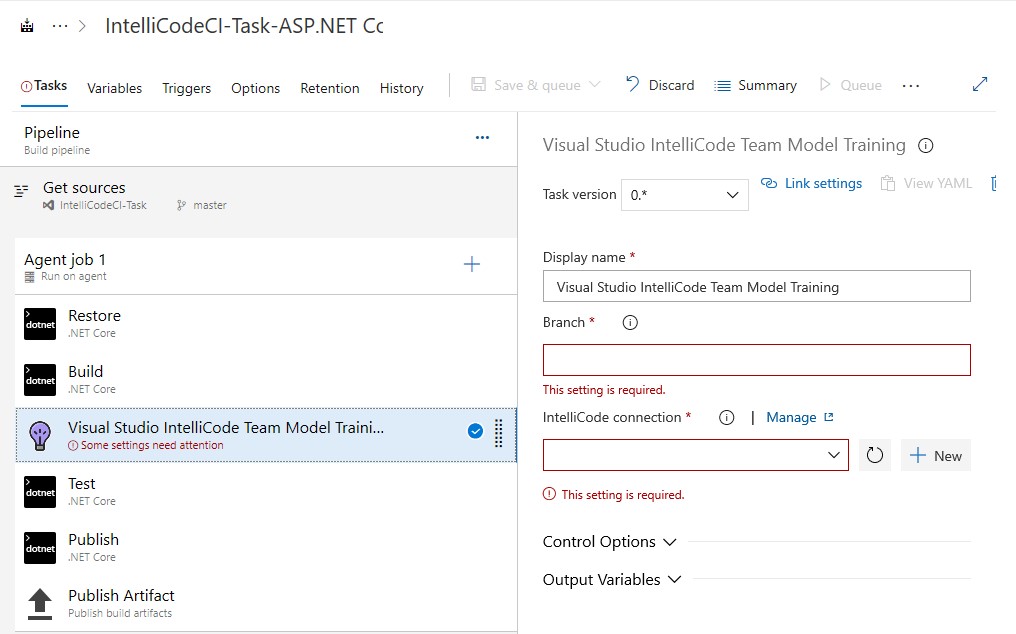 ... > IntelliCodeCI-Task-ASP.NET Cc
Tasks Variables Triggers Options Retention History Save & queue Discard Summary Queue ...
Pipeline ...
Build pipeline
Get sources
IntelliCodeCI-Task master
Agent job 1
Run on agent
dotnet Restore
.NET Core
dotnet Build
.NET Core
Visual Studio IntelliCode Team Model Traini...
Some settings need attention
dotnet Test
.NET Core
dotnet Publish
.NET Core
Publish Artifact
Publish build artifacts
Visual Studio IntelliCode Team Model Training
Task version 0.* Link settings View YAML
Display name *
Visual Studio IntelliCode Team Model Training
Branch *
This setting is required.
IntelliCode connection * | Manage
New
This setting is required.
Control Options
Output Variables